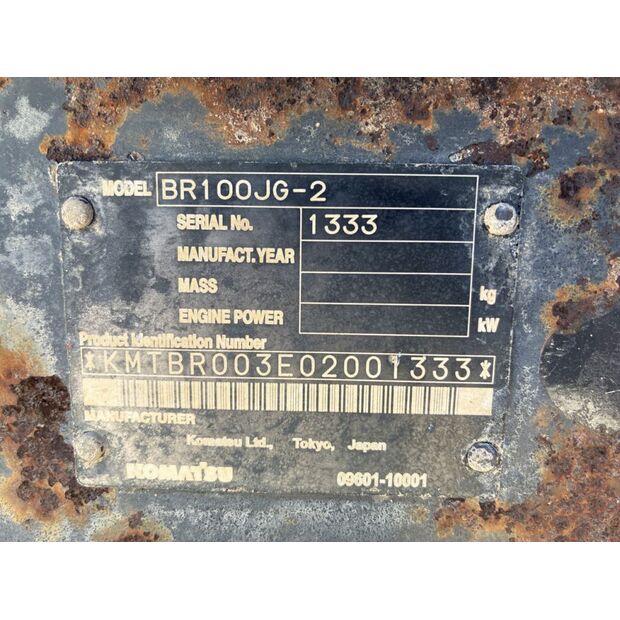 MODEL BR100JG-2
SERIAL No. 1333
MANUFACT.YEAR
MASS kg
ENGINE POWER kW
Product Identification Number
*KMTBR003E02001333*
MANUFACTURER
Komatsu Ltd., Tokyo, Japan
KOMATSU 09601-10001